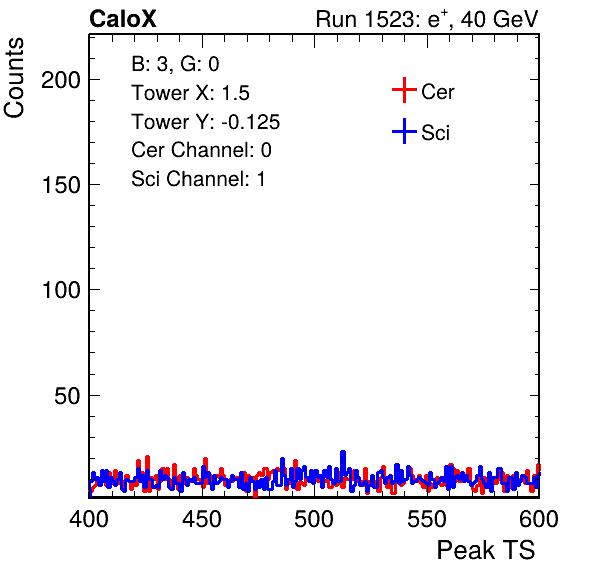 CaloX
Run 1523: e+, 40 GeV
Counts
B: 3, G: 0
Tower X: 1.5
Tower Y: -0.125
Cer Channel: 0
Sci Channel: 1
Cer
Sci
200
150
100
50
400
450
500
550
600
Peak TS